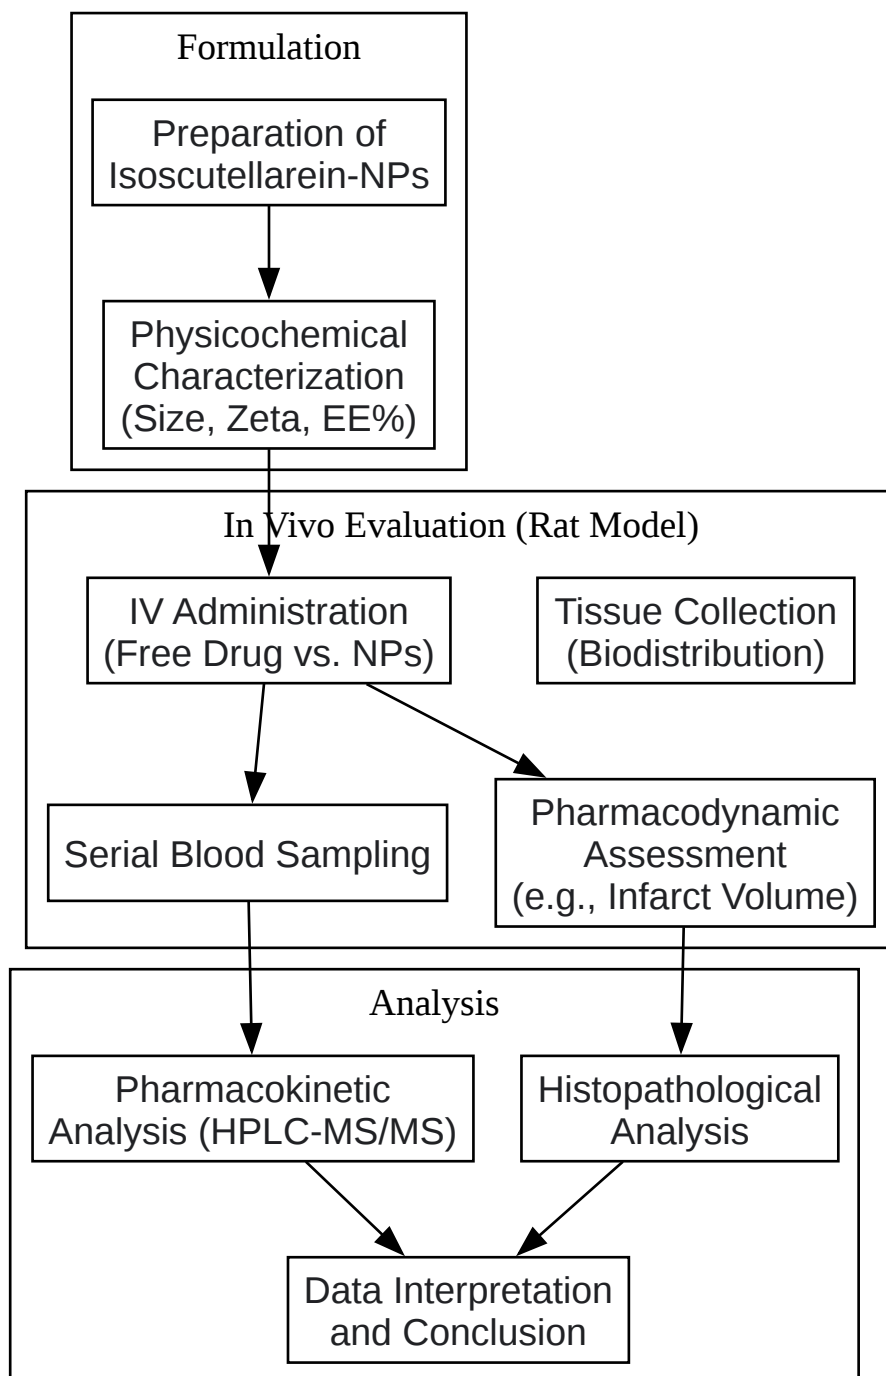 Formulation
Preparation of
Isoscutellarein-NPs
Physicochemical
Characterization
(Size, Zeta, EE%)
In Vivo Evaluation (Rat Model)
IV Administration
(Free Drug vs. NPs)
Tissue Collection
(Biodistribution)
Serial Blood Sampling
Pharmacodynamic
Assessment
(e.g., Infarct Volume)
Analysis
Pharmacokinetic
Analysis (HPLC-MS/MS)
Histopathological
Analysis
Data Interpretation
and Conclusion